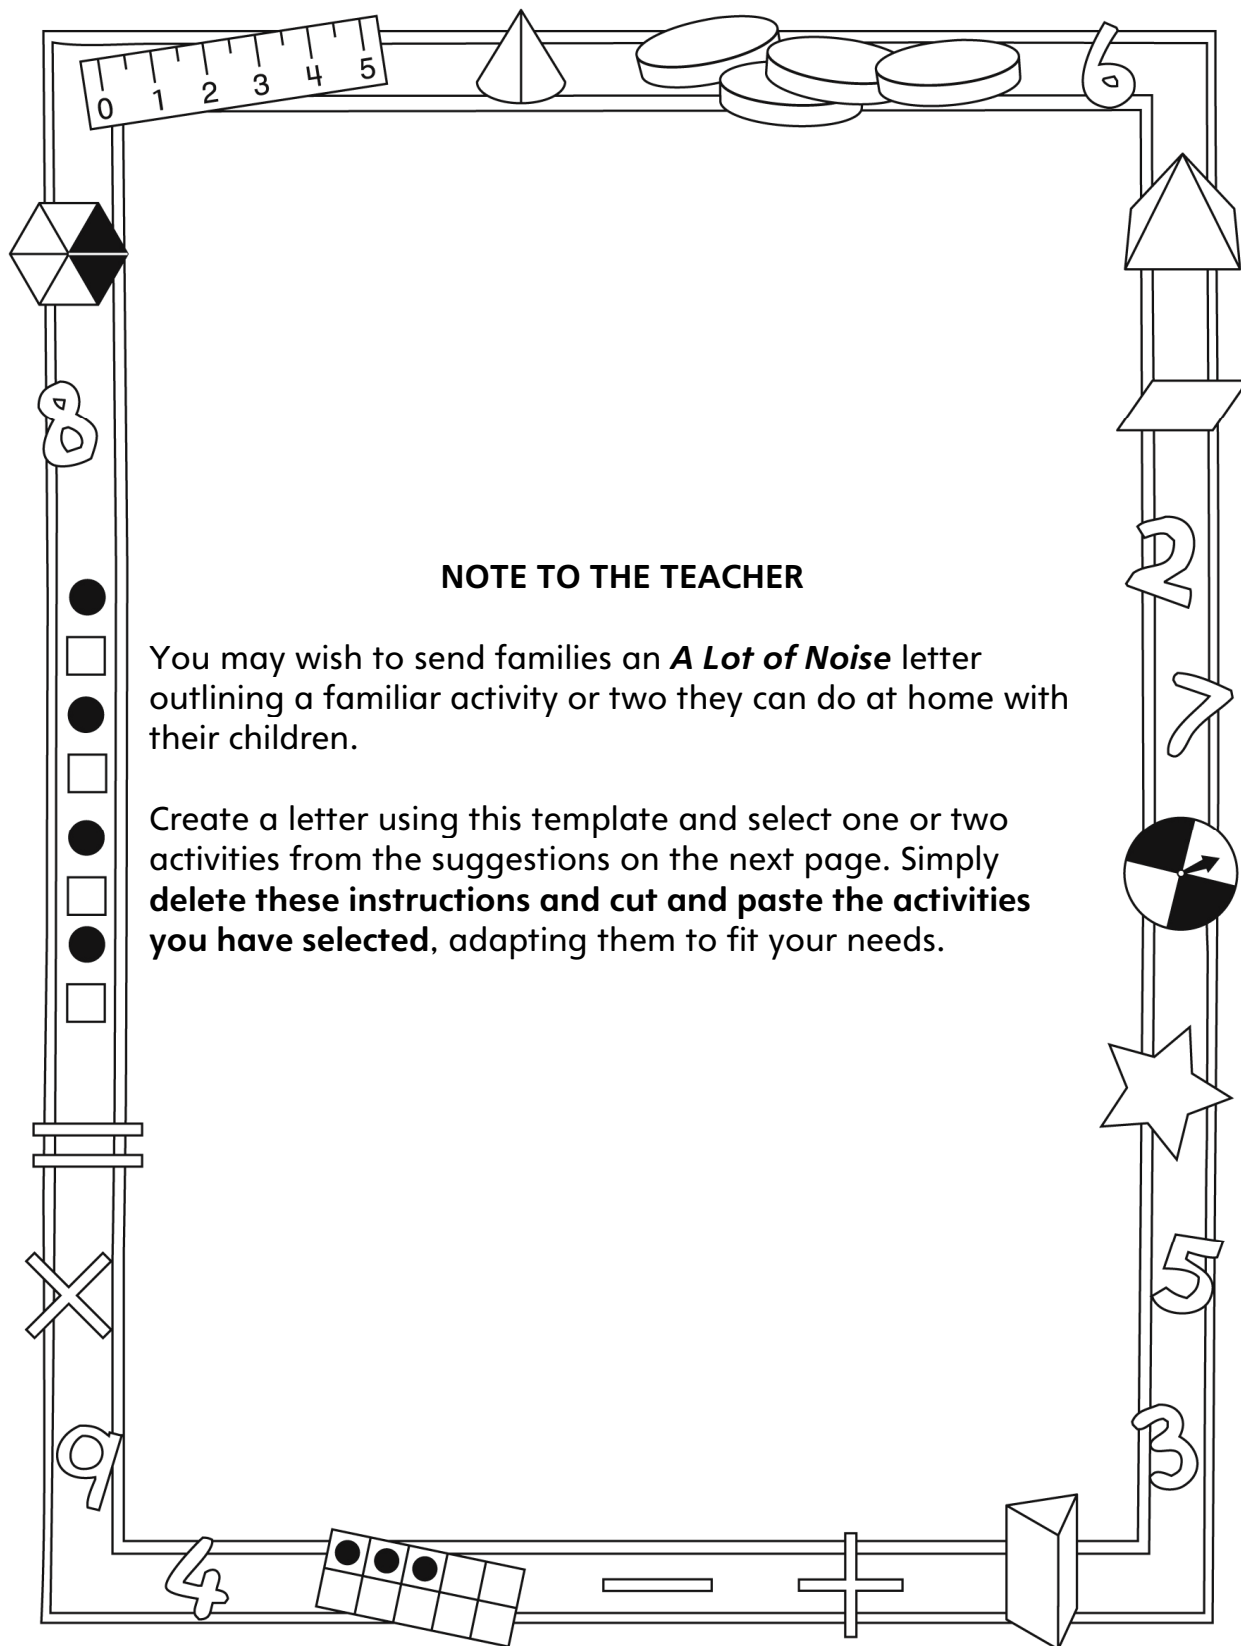 0 1 2 3 4 5
6
8
2
7
5
3
9
4
NOTE TO THE TEACHER
You may wish to send families an A Lot of Noise letter
outlining a familiar activity or two they can do at home with
their children.
Create a letter using this template and select one or two
activities from the suggestions on the next page. Simply
delete these instructions and cut and paste the activities
you have selected, adapting them to fit your needs.